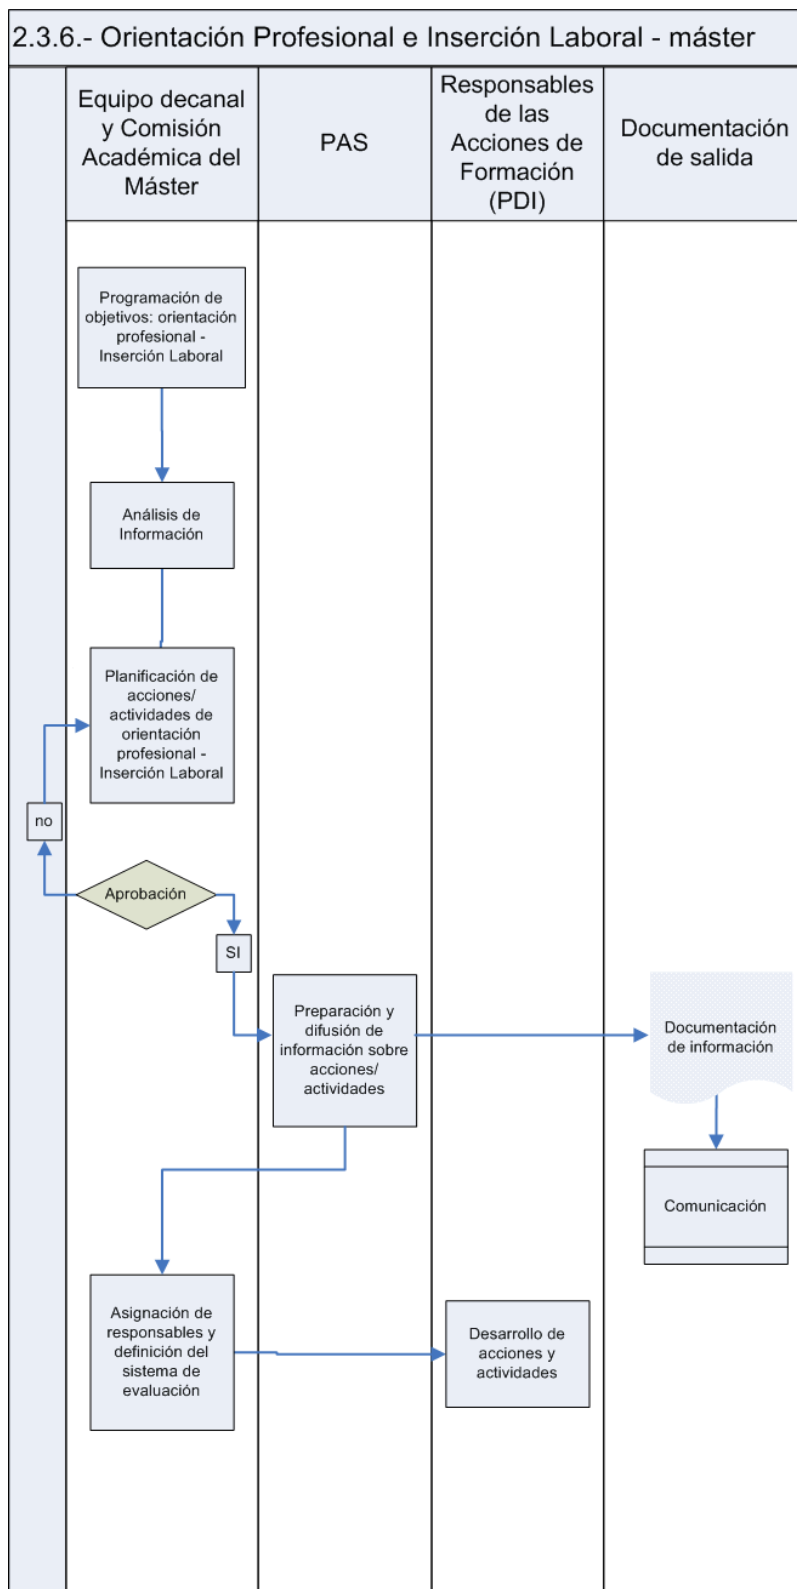 2.3.6.- Orientación Profesional e Inserción Laboral - máster
Equipo decanal
y Comisión
Académica del
Máster
PAS
Responsables
de las
Acciones de
Formación
(PDI)
Documentación
de salida
Programación de
objetivos: orientación
profesional -
Inserción Laboral
Análisis de
Información
Planificación de
acciones/
actividades de
orientación
profesional -
Inserción Laboral
no
Aprobación
SI
Preparación y
difusión de
información sobre
acciones/
actividades
Documentación
de información
Comunicación
Asignación de
responsables y
definición del
sistema de
evaluación
Desarrollo de
acciones y
actividades